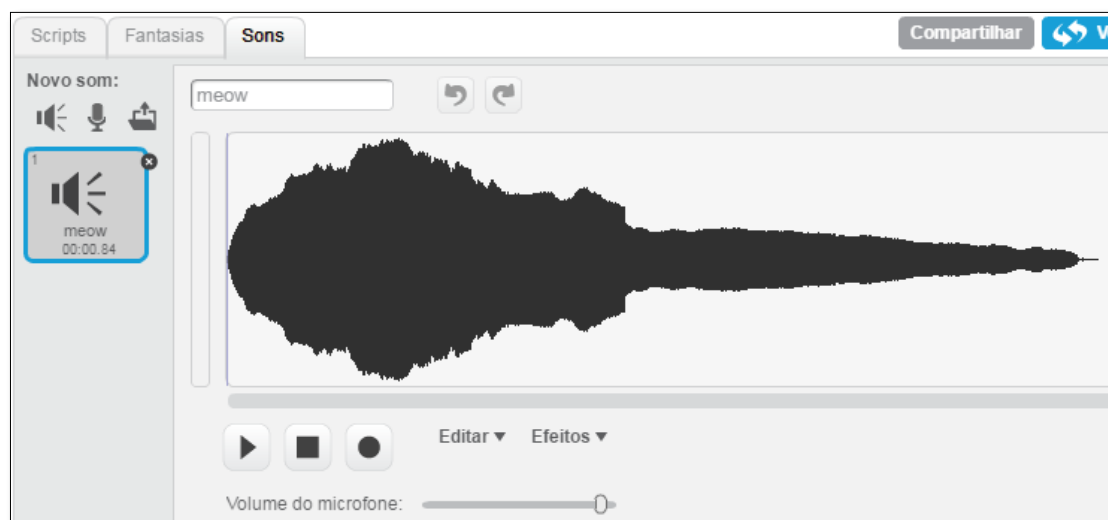 Scripts Fantasias Sons Compartilhar
Novo som:
meow
1
meow
00:00.84
Editar Efeitos
Volume do microfone: